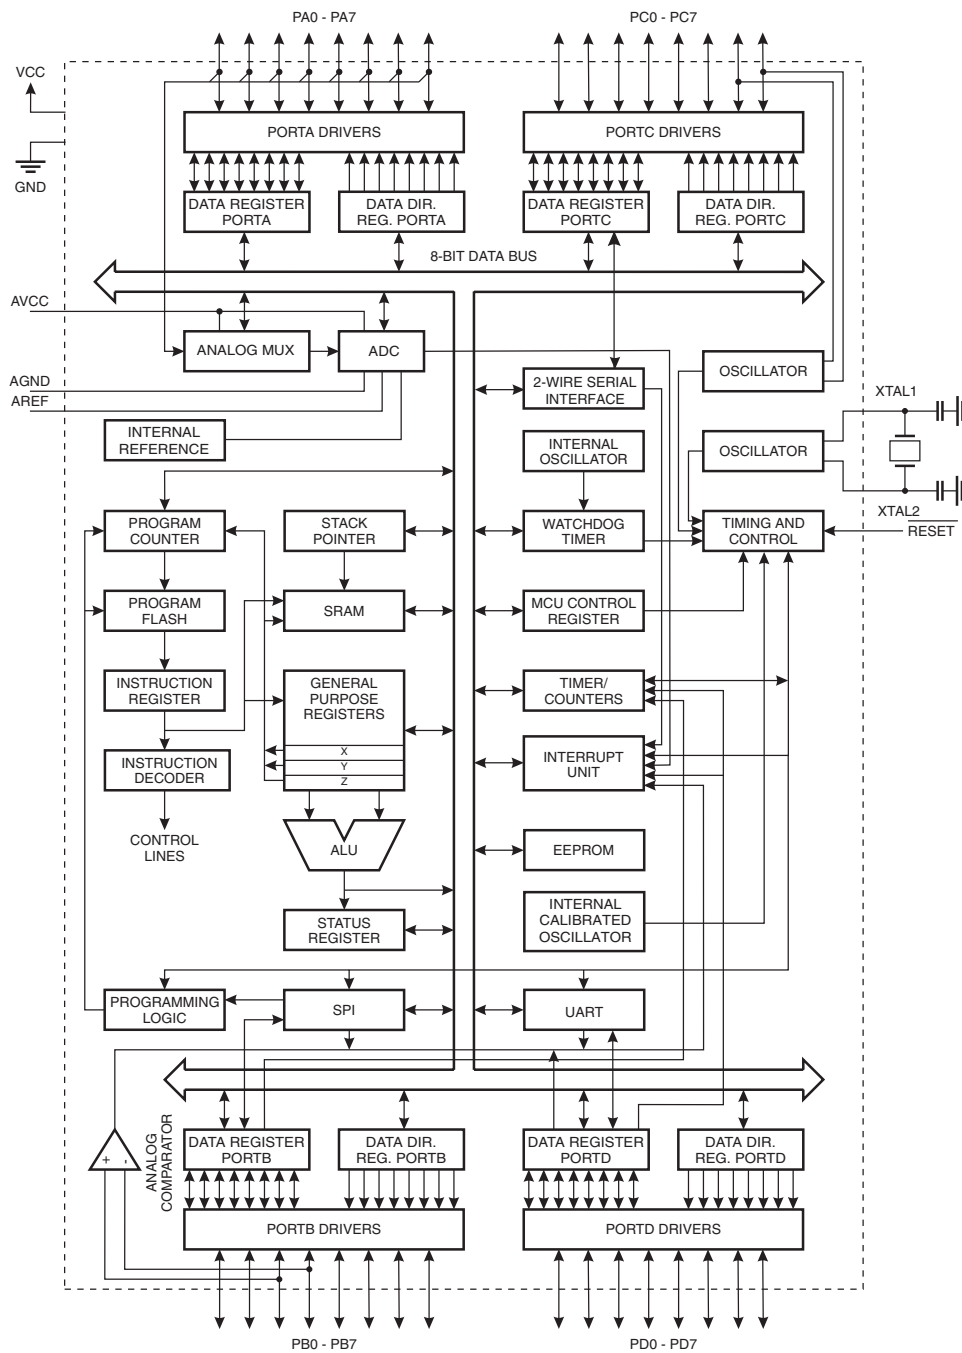 PA0 - PA7
PC0 - PC7
VCC
GND
PORTA DRIVERS
PORTC DRIVERS
DATA REGISTER
PORTA
DATA DIR.
REG. PORTA
DATA REGISTER
PORTC
DATA DIR.
REG. PORTC
8-BIT DATA BUS
AVCC
ANALOG MUX
ADC
AGND
AREF
2-WIRE SERIAL
INTERFACE
OSCILLATOR
XTAL1
INTERNAL
REFERENCE
INTERNAL
OSCILLATOR
OSCILLATOR
XTAL2
PROGRAM
COUNTER
STACK
POINTER
WATCHDOG
TIMER
TIMING AND
CONTROL
RESET
PROGRAM
FLASH
SRAM
MCU CONTROL
REGISTER
INSTRUCTION
REGISTER
GENERAL
PURPOSE
REGISTERS
X
Y
Z
TIMER/
COUNTERS
INSTRUCTION
DECODER
INTERRUPT
UNIT
CONTROL
LINES
ALU
EEPROM
STATUS
REGISTER
INTERNAL
CALIBRATED
OSCILLATOR
PROGRAMMING
LOGIC
SPI
UART
+
-
ANALOG
COMPARATOR
DATA REGISTER
PORTB
DATA DIR.
REG. PORTB
DATA REGISTER
PORTD
DATA DIR.
REG. PORTD
PORTB DRIVERS
PORTD DRIVERS
PB0 - PB7
PD0 - PD7